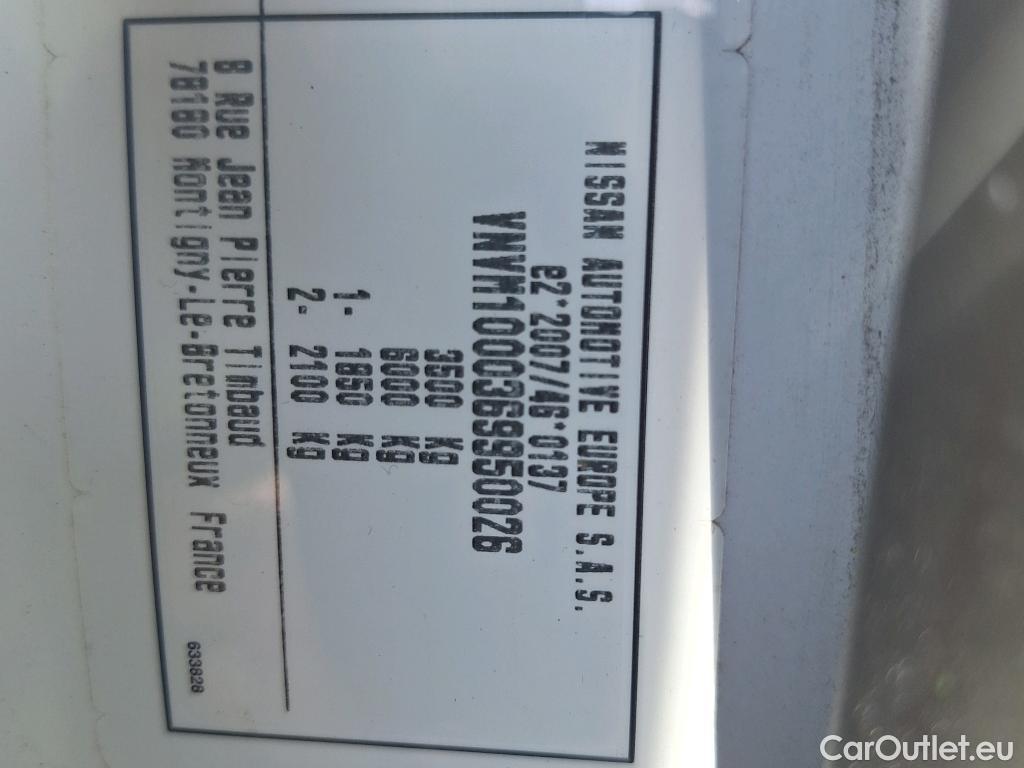 NISSAN AUTOMOTIVE EUROPE S.A.S.
e2*2007/46*0137
VNVM1000369950026
3500 kg
6000 kg
1- 1850 kg
2- 2100 kg
8 Rue Jean Pierre Timbaud
78180 Montigny-Le-Bretonneux France
633828
CarOutlet.eu